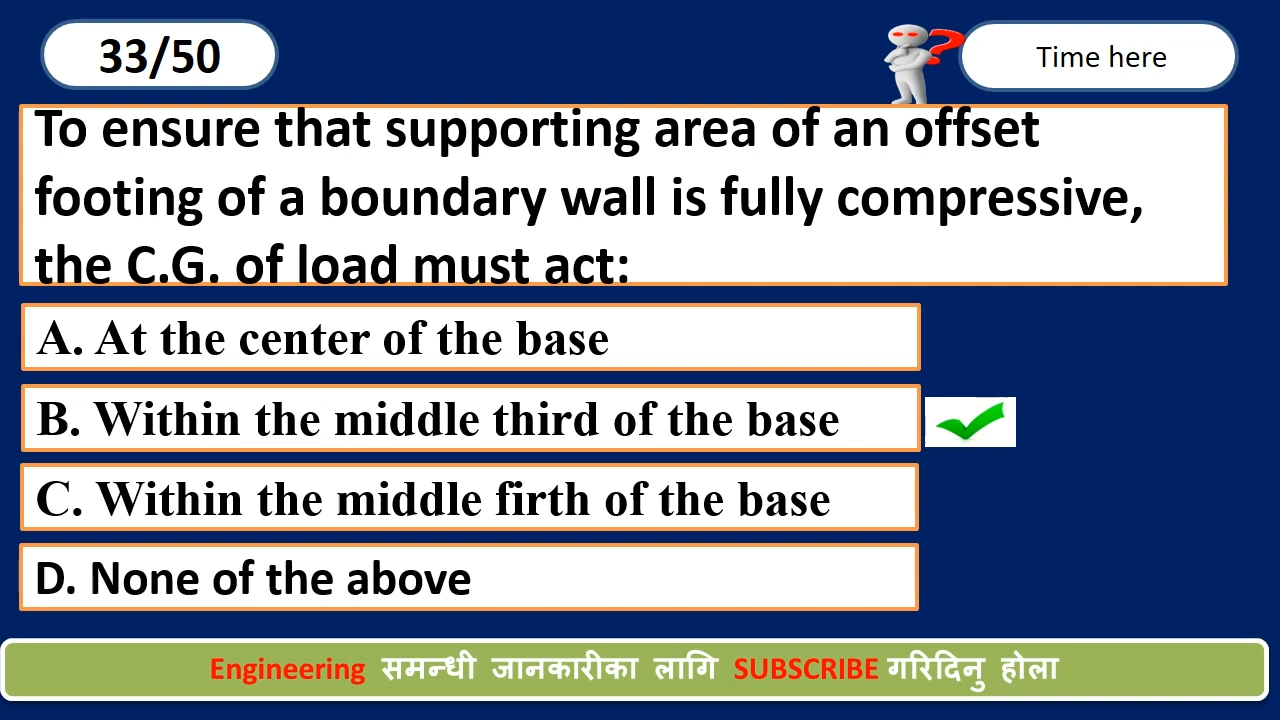 33/50
Time here
To ensure that supporting area of an offset
footing of a boundary wall is fully compressive,
the C.G. of load must act:
A. At the center of the base
B. Within the middle third of the base
C. Within the middle firth of the base
D. None of the above
Engineering समन्धी जानकारीका लागि SUBSCRIBE गरिदिनु होला